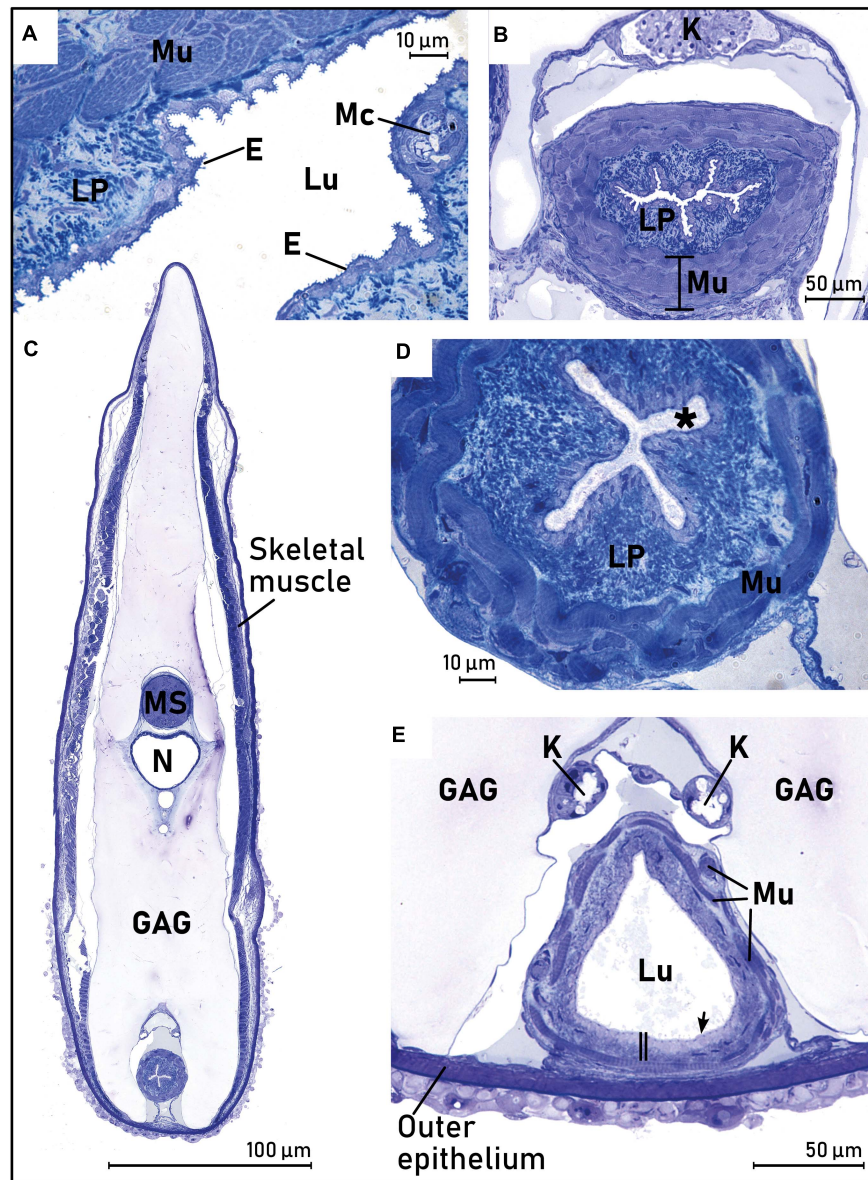 A
Mu
10 µm
Mc
E
Lu
LP
E
B
K
LP
Mu
50 µm
C
Skeletal
muscle
MS
N
GAG
100 µm
D
*
LP
Mu
10 µm
E
K
K
GAG
GAG
Mu
Lu
||
Outer
epithelium
50 µm